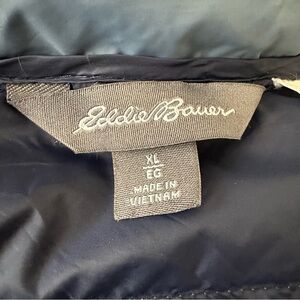 Eddie Bauer
XL
EG
MADE IN
VIETNAM